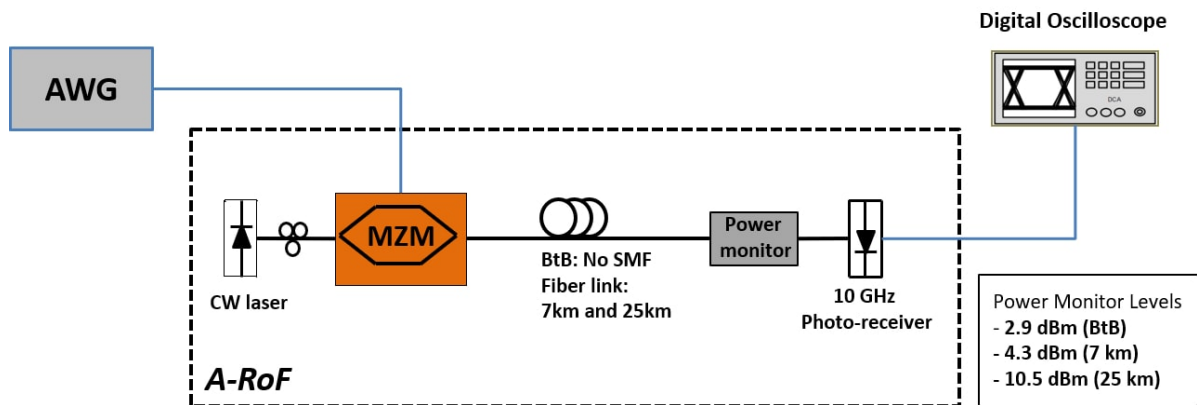 Digital Oscilloscope
AWG
DCA
MZM
Power
monitor
BtB: No SMF
Fiber link:
7km and 25km
CW laser
10 GHz
Photo-receiver
A-RoF
Power Monitor Levels
- 2.9 dBm (BtB)
- 4.3 dBm (7 km)
- 10.5 dBm (25 km)